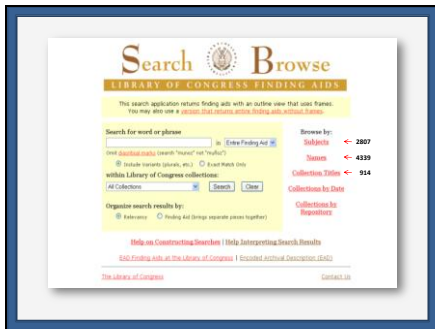 Search Browse
LIBRARY OF CONGRESS FINDING AIDS
This search application returns finding aids with an outline view that uses frames.
You may also use a version that returns entire finding aids without frames.
Search for word or phrase
in Entire Finding Aid
Omit diacritical marks (search "munoz" not "muñoz")
Include Variants (plurals, etc.) Exact Match Only
within Library of Congress collections:
All Collections Search Clear
Organize search results by:
Relevancy Finding Aid (brings separate pieces together)
Browse by:
Subjects ← 2807
Names ← 4339
Collection Titles ← 914
Collections by Date
Collections by
Repository
Help on Constructing Searches | Help Interpreting Search Results
EAD Finding Aids at the Library of Congress | Encoded Archival Description (EAD)
The Library of Congress Contact Us